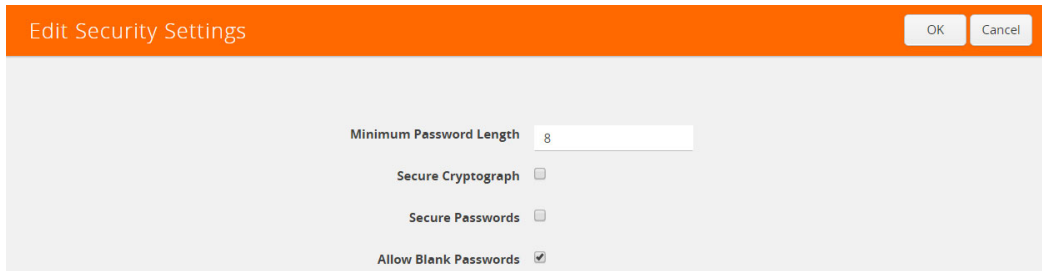 Edit Security Settings
OK
Cancel
Minimum Password Length 8
Secure Cryptograph
Secure Passwords
Allow Blank Passwords